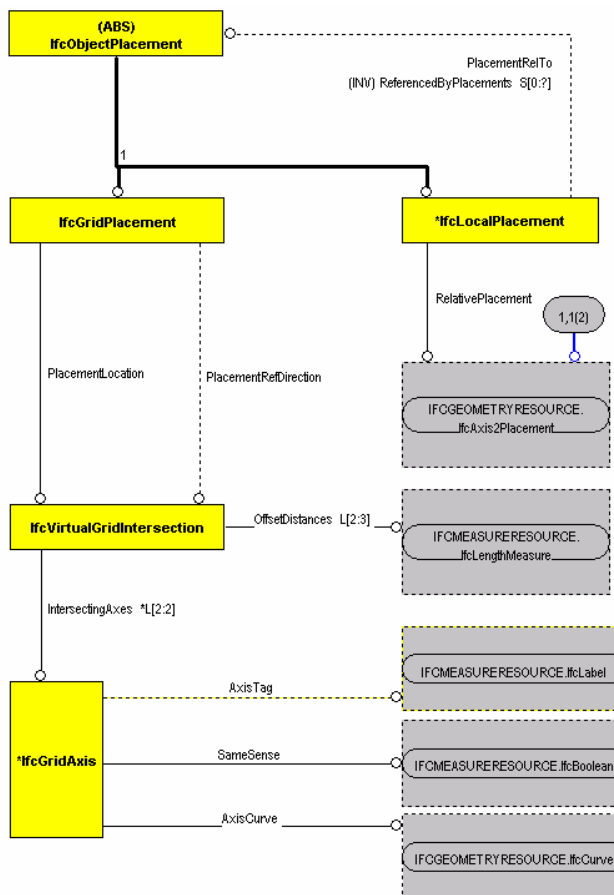 (ABS)
IfcObjectPlacement
PlacementRelTo
(INV) ReferencedByPlacements S[0:?]
1
IfcGridPlacement
*IfcLocalPlacement
RelativePlacement
1,1(2)
PlacementLocation
PlacementRefDirection
IFCGEOMETRYRESOURCE.
IfcAxis2Placement
IfcVirtualGridIntersection
OffsetDistances L[2:3]
IFCMEASURERESOURCE.
IfcLengthMeasure
IntersectingAxes *L[2:2]
*IfcGridAxis
AxisTag
IFCMEASURERESOURCE.IfcLabel
SameSense
IFCMEASURERESOURCE.IfcBoolean
AxisCurve
IFCGEOMETRYRESOURCE.IfcCurve